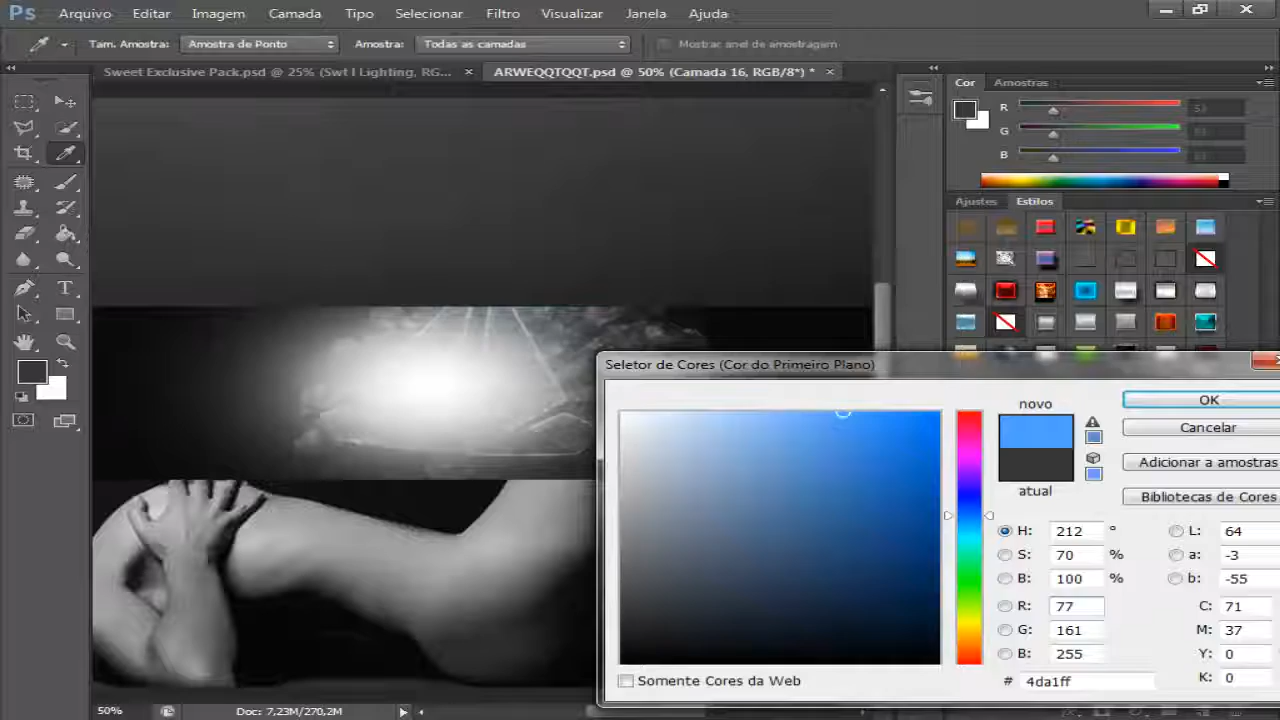 Ps Arquivo Editar Imagem Camada Tipo Selecionar Filtro Visualizar Janela Ajuda
Tam. Amostra: Amostra de Ponto Amostra: Todas as camadas Mostrar anel de amostragem
Sweet Exclusive Pack.psd @ 25% (Swt l Lighting, RG... × ARWEQQTQQT.psd @ 50% (Camada 16, RGB/8*) * ×
Cor Amostras
R
G
B
Ajustes Estilos
Seletor de Cores (Cor do Primeiro Plano)
novo
atual
OK
Cancelar
Adicionar a amostras
Bibliotecas de Cores
H: 212 ° L: 64
S: 70 % a: -3
B: 100 % b: -55
R: 77 C: 71
G: 161 M: 37
B: 255 Y: 0
# 4da1ff K: 0
Somente Cores da Web
50% Doc: 7,23M/270,2M